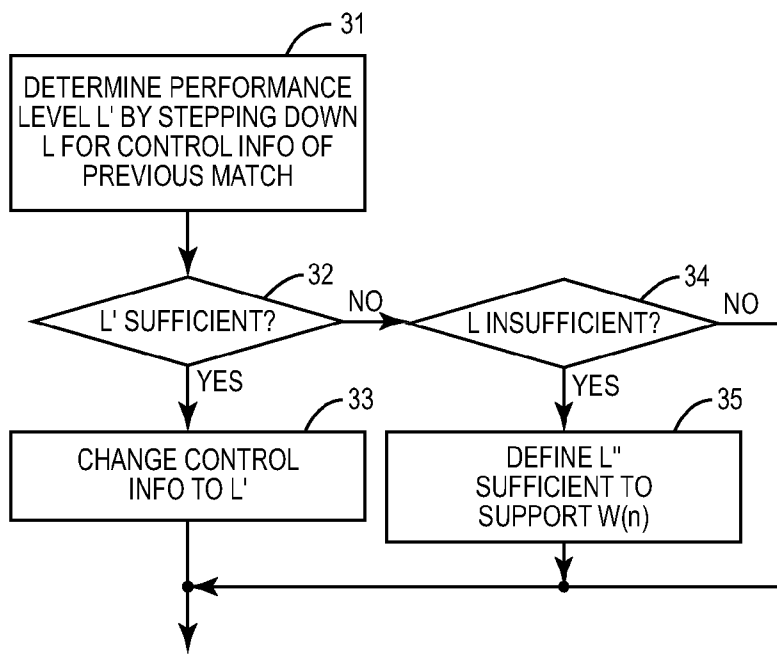 31
DETERMINE PERFORMANCE
LEVEL L' BY STEPPING DOWN
L FOR CONTROL INFO OF
PREVIOUS MATCH
32
L' SUFFICIENT?
NO
34
L INSUFFICIENT?
NO
YES
YES
33
CHANGE CONTROL
INFO TO L'
35
DEFINE L"
SUFFICIENT TO
SUPPORT W(n)